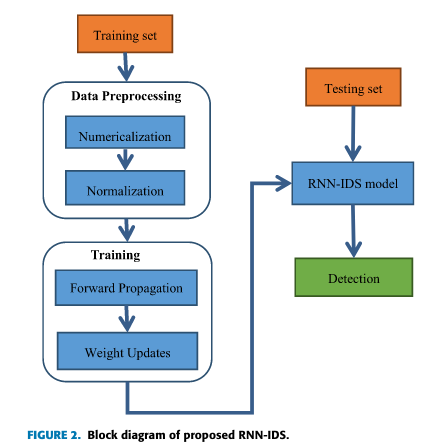 Training set
Data Preprocessing
Numericalization
Normalization
Training
Forward Propagation
Weight Updates
Testing set
RNN-IDS model
Detection
FIGURE 2. Block diagram of proposed RNN-IDS.